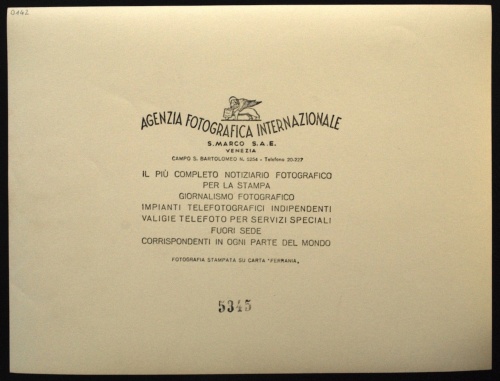 0142
AGENZIA FOTOGRAFICA INTERNAZIONALE
S. MARCO S.A.E.
VENEZIA
CAMPO S. BARTOLOMEO N. 5254 - Telefono 20-227
IL PIÙ COMPLETO NOTIZIARIO FOTOGRAFICO
PER LA STAMPA
GIORNALISMO FOTOGRAFICO
IMPIANTI TELEFOTOGRAFICI INDIPENDENTI
VALIGIE TELEFOTO PER SERVIZI SPECIALI
FUORI SEDE
CORRISPONDENTI IN OGNI PARTE DEL MONDO
FOTOGRAFIA STAMPATA SU CARTA "FERRANIA„
5345